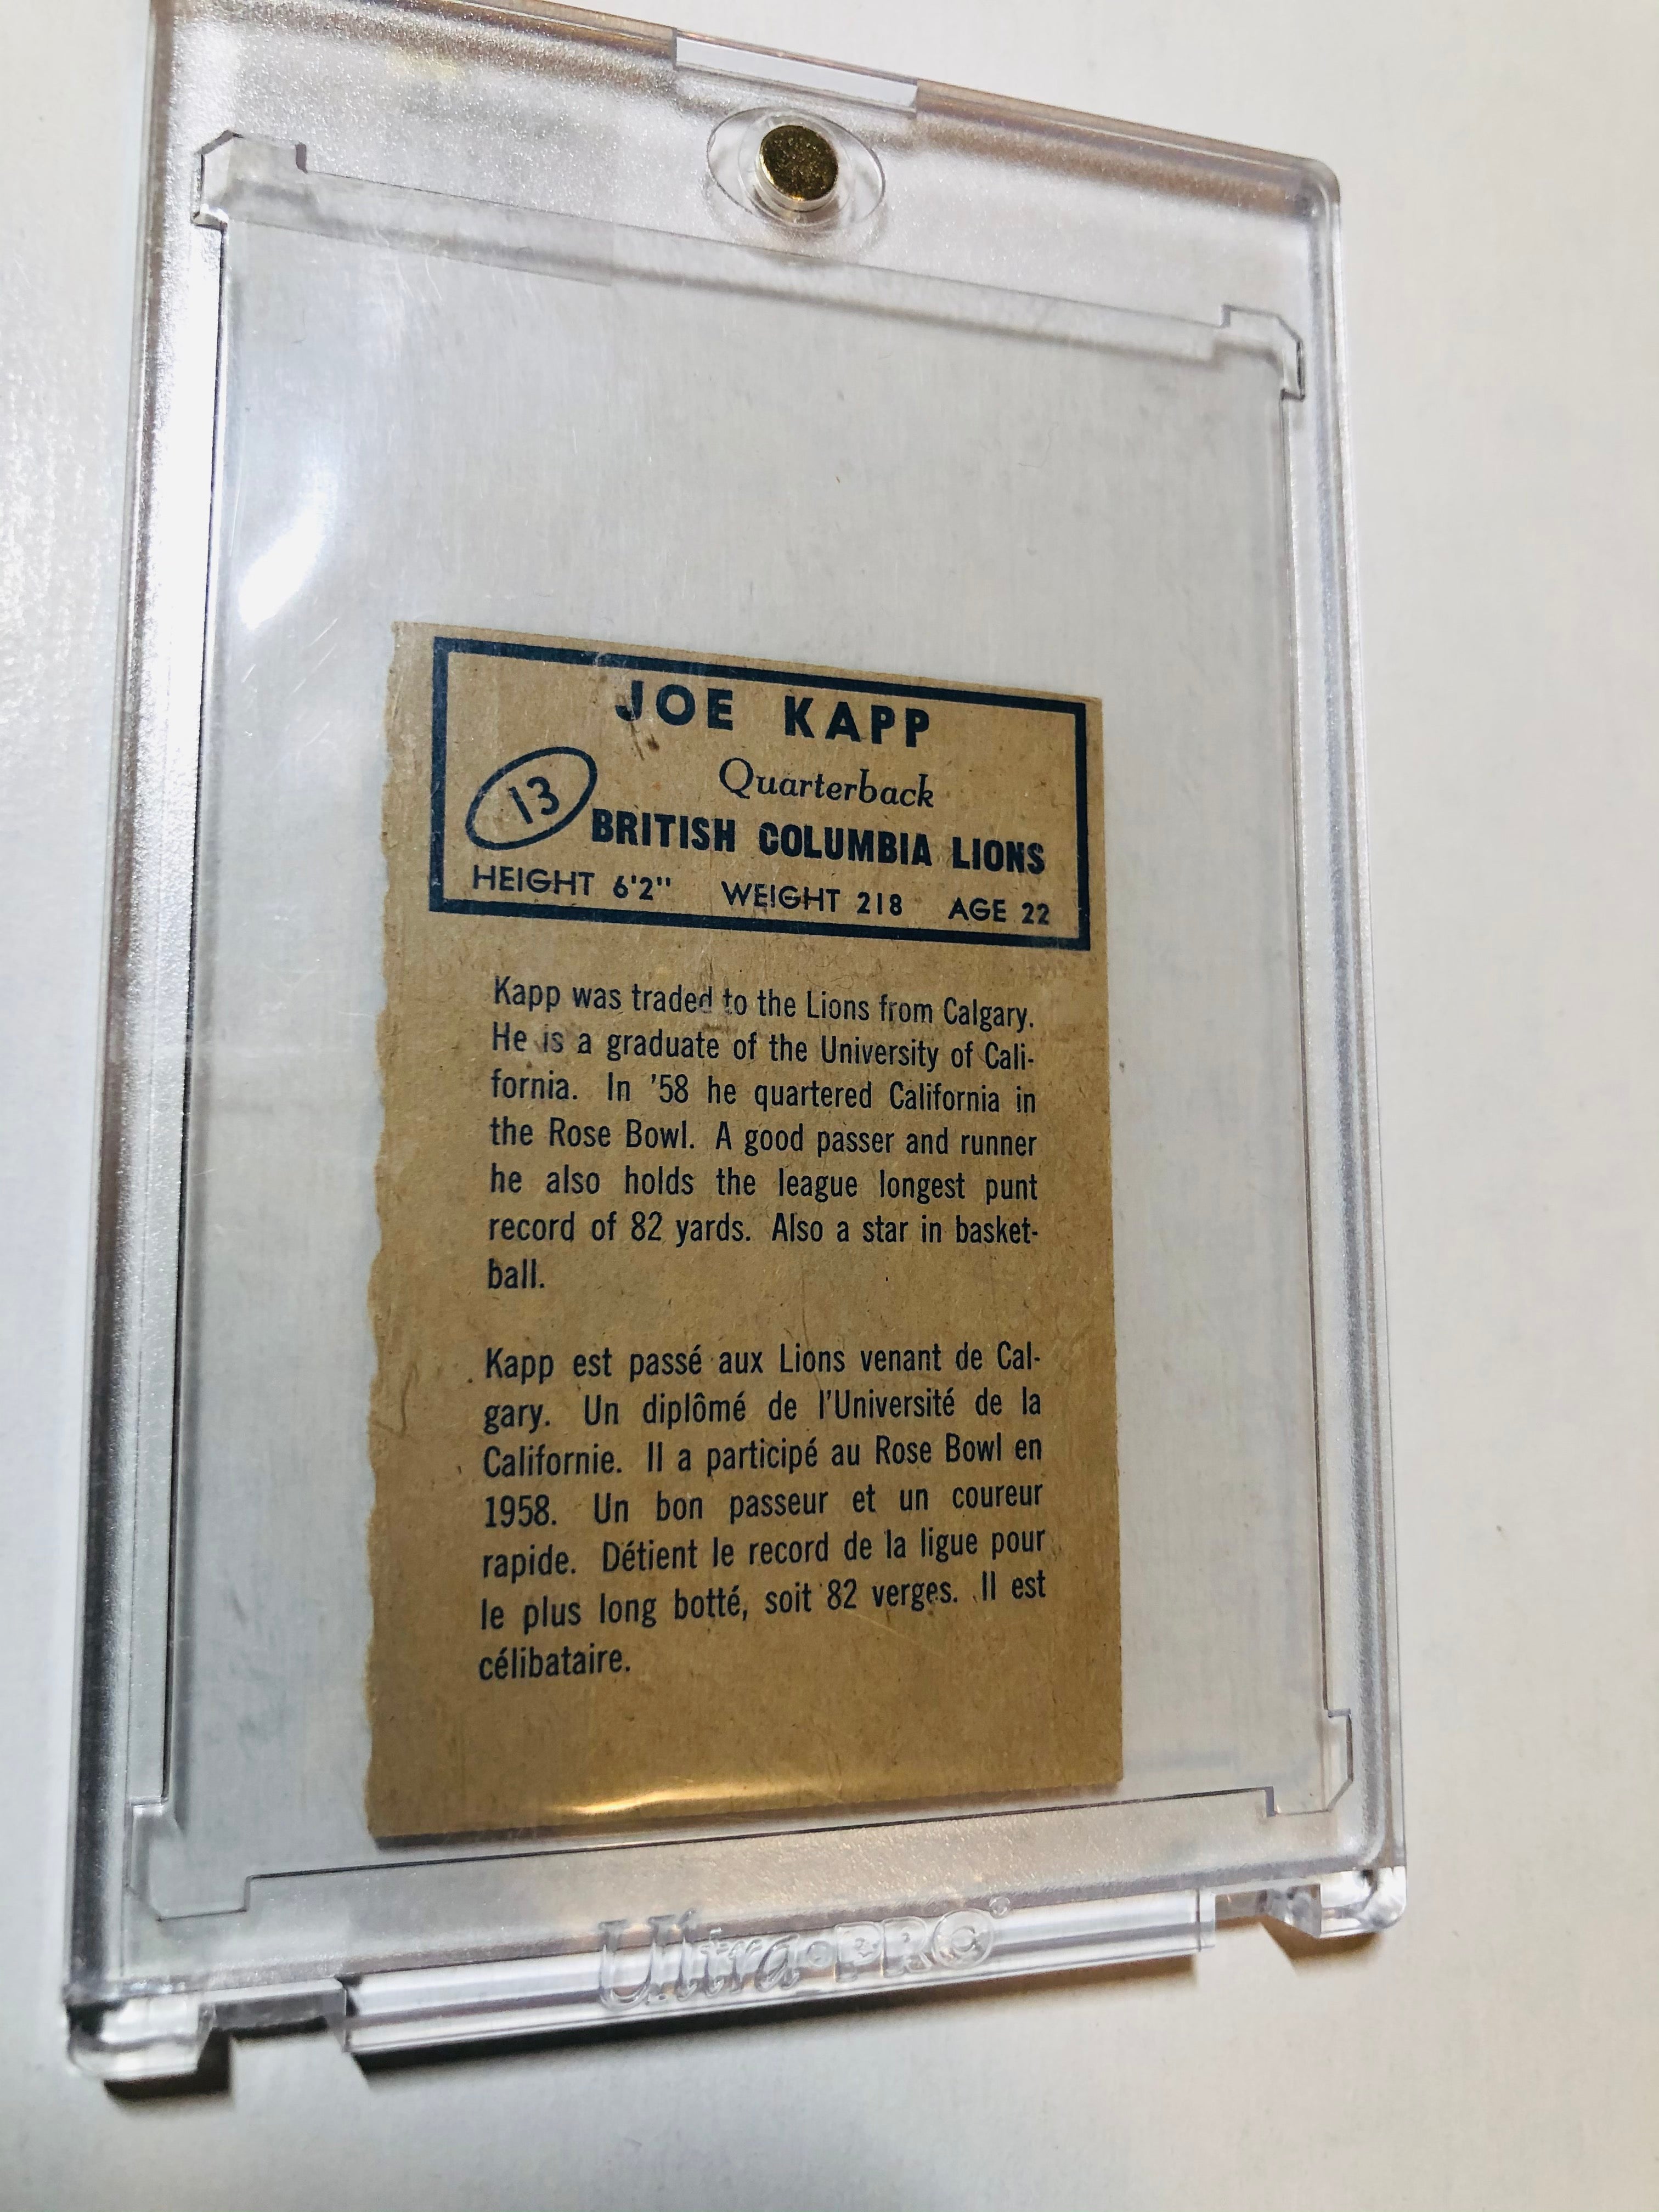 JOE KAPP
13
Quarterback
BRITISH COLUMBIA LIONS
HEIGHT 6'2" WEIGHT 218 AGE 22
Kapp was traded to the Lions from Calgary.
He is a graduate of the University of Cali-
fornia. In '58 he quartered California in
the Rose Bowl. A good passer and runner
he also holds the league longest punt
record of 82 yards. Also a star in basket-
ball.
Kapp est passé aux Lions venant de Cal-
gary. Un diplômé de l'Université de la
Californie. Il a participé au Rose Bowl en
1958. Un bon passeur et un coureur
rapide. Détient le record de la ligue pour
le plus long botté, soit 82 verges. Il est
célibataire.
Ultra•PRO®